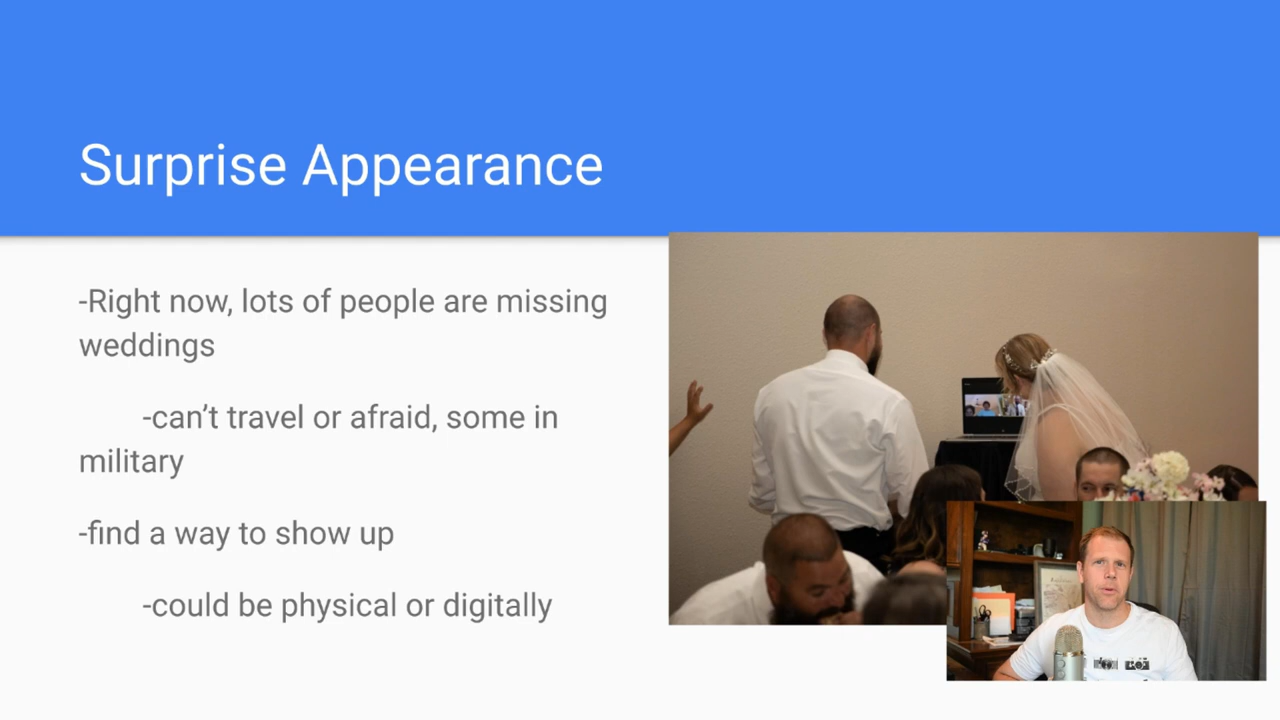 Surprise Appearance
-Right now, lots of people are missing
weddings
-can’t travel or afraid, some in
military
-find a way to show up
-could be physical or digitally